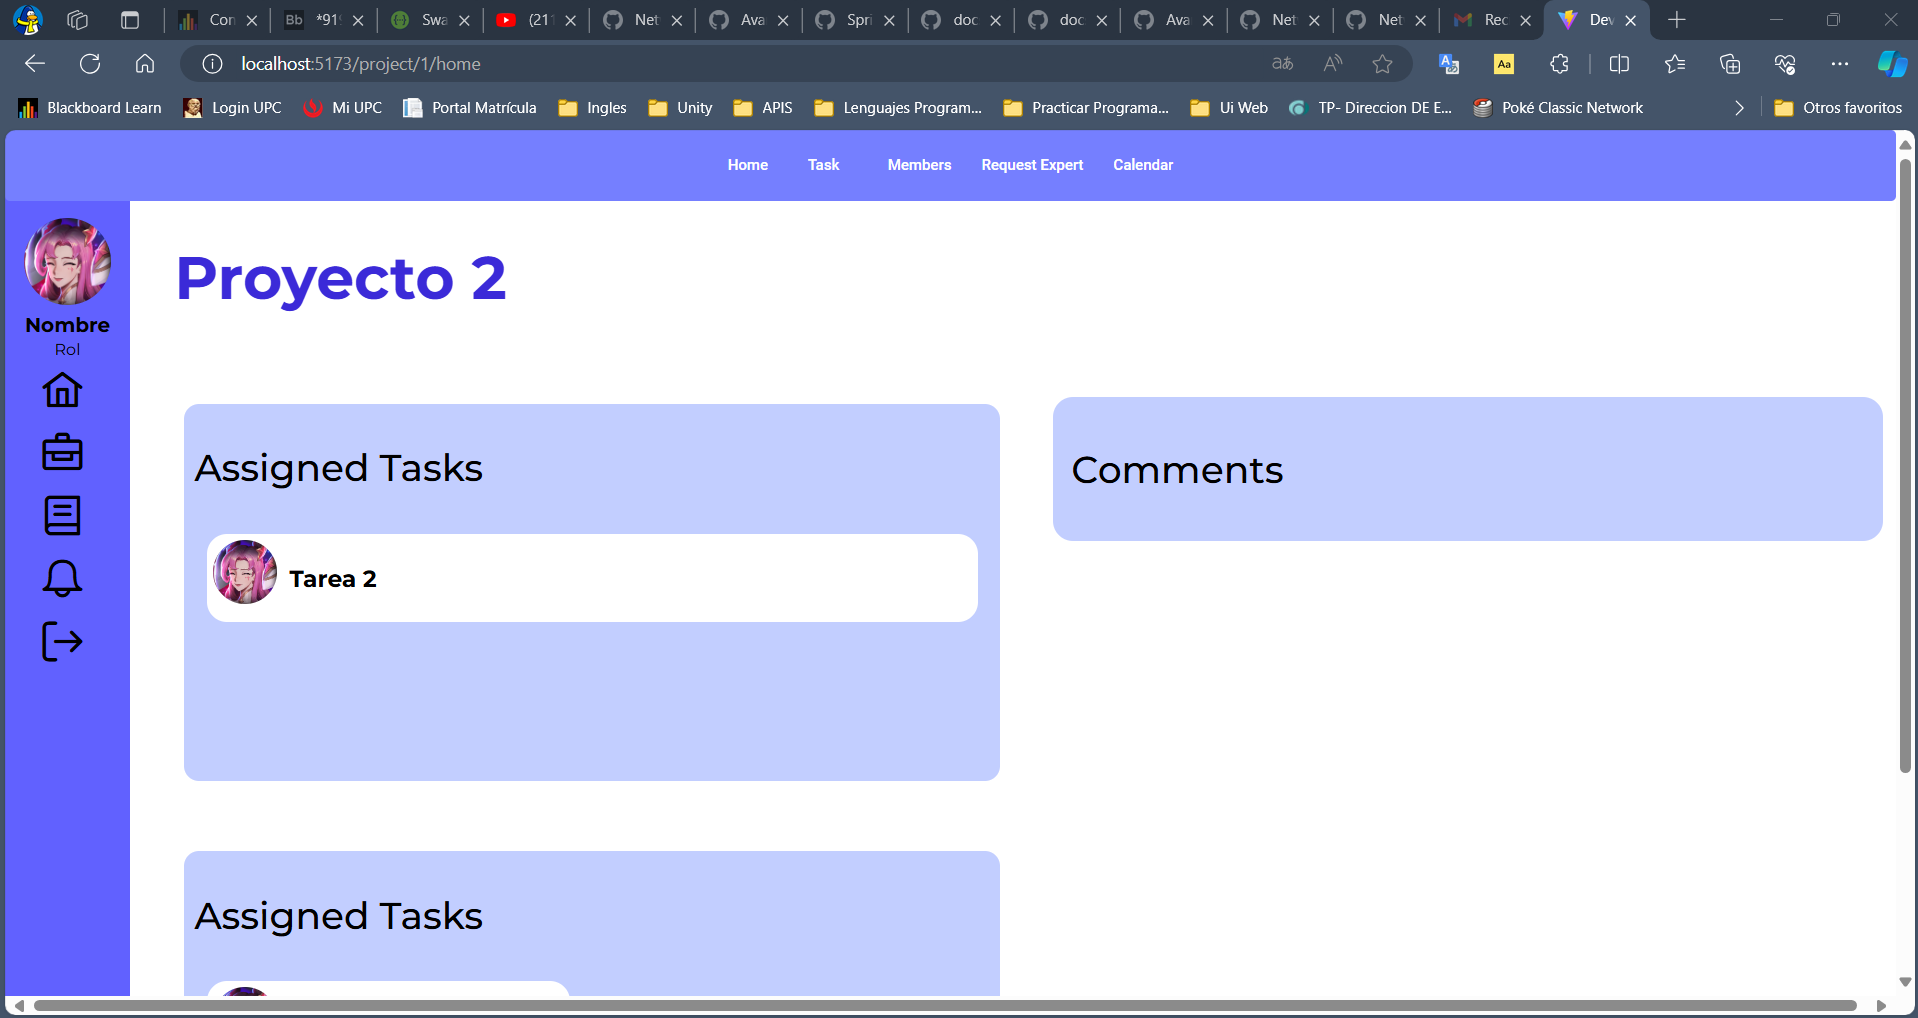 Con
Bb *919
Swa
(211
Net
Ava
Spri
doc
doc
Ava
Net
Net
Rec
Dev
localhost:5173/project/1/home
Blackboard Learn Login UPC Mi UPC Portal Matrícula Ingles Unity APIS Lenguajes Program... Practicar Programa... Ui Web TP- Direccion DE E... Poké Classic Network Otros favoritos
Home Task Members Request Expert Calendar
Nombre
Rol
Proyecto 2
Assigned Tasks
Tarea 2
Comments
Assigned Tasks